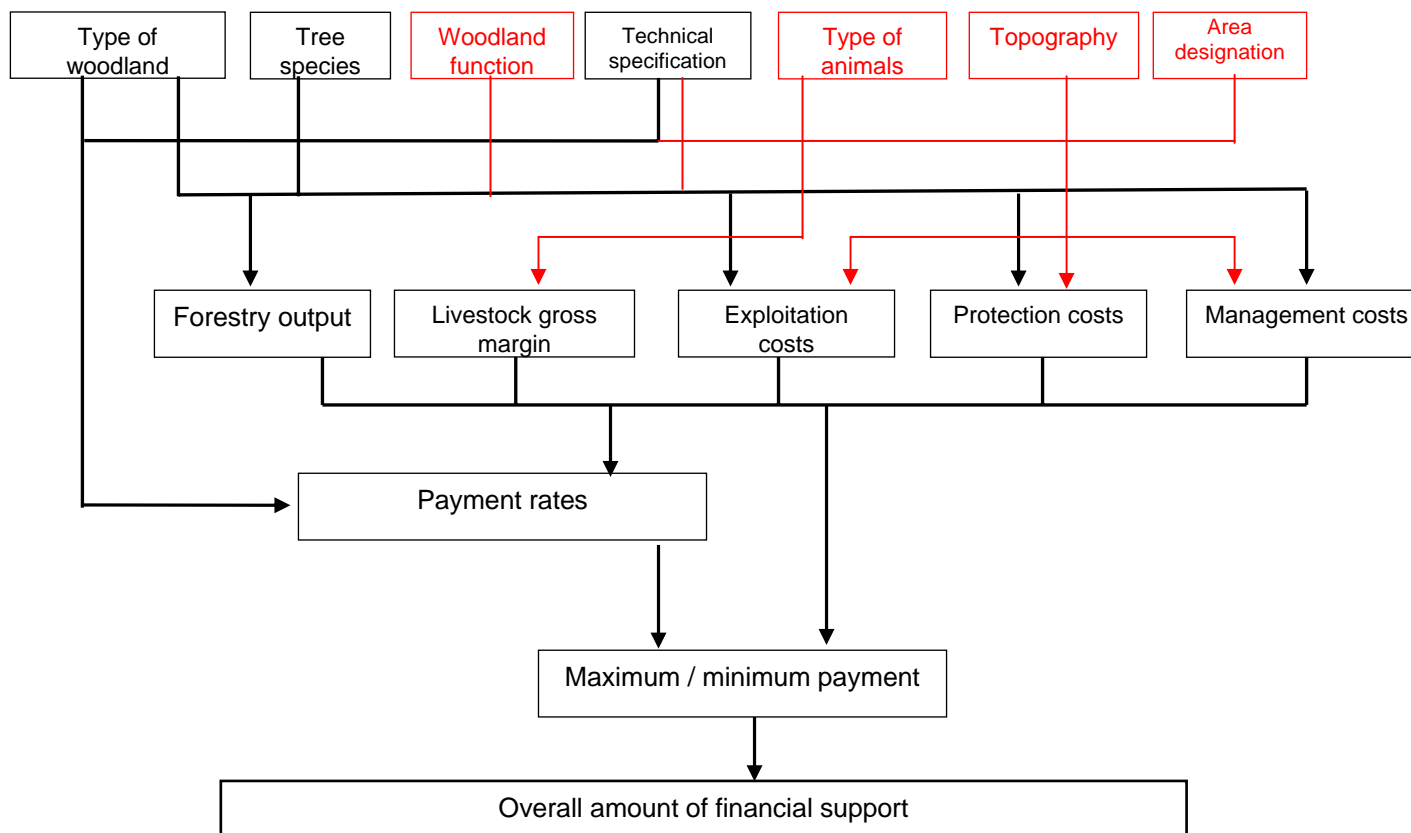 Type of
woodland
Tree
species
Woodland
function
Technical
specification
Type of
animals
Topography
Area
designation
Forestry output
Livestock gross
margin
Exploitation
costs
Protection costs
Management costs
Payment rates
Maximum / minimum payment
Overall amount of financial support